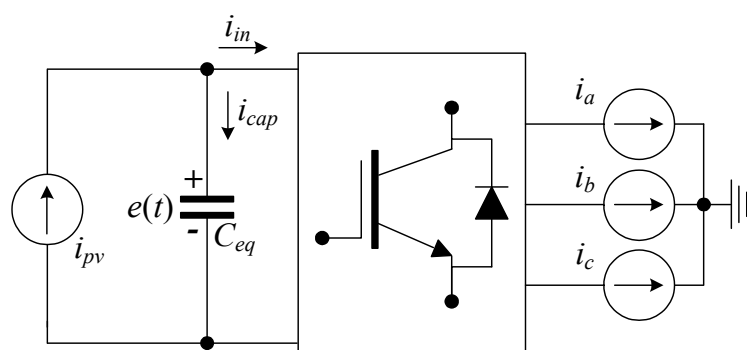 i_in
i_cap
+
e(t)
-
C_eq
i_pv
i_a
i_b
i_c